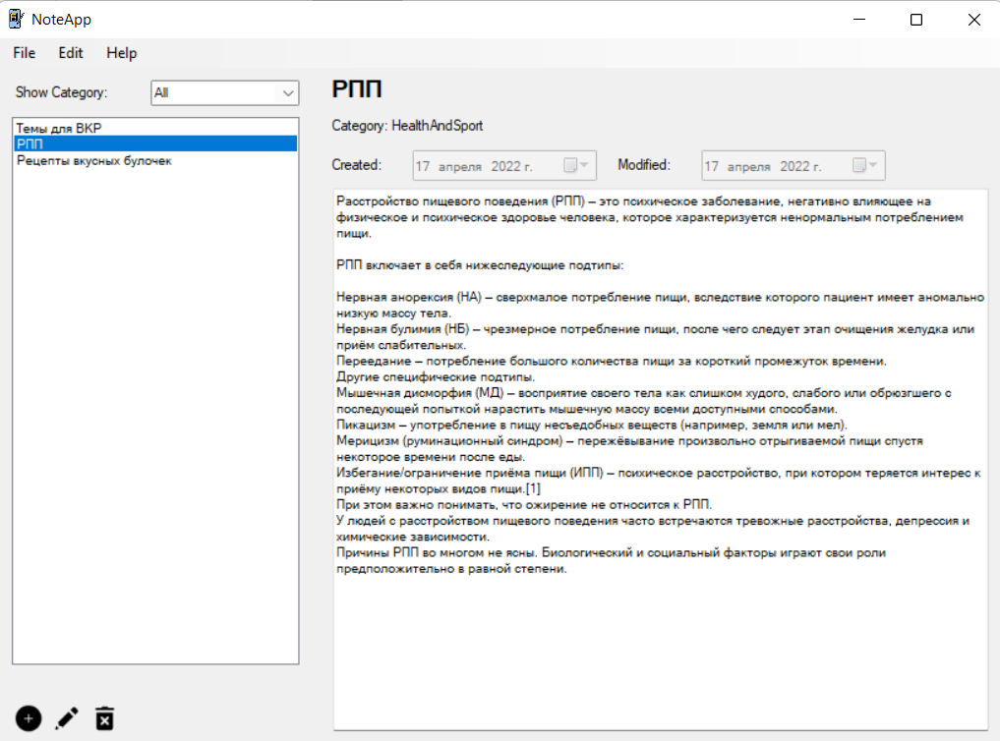 NoteApp
File Edit Help
Show Category: All
Темы для ВКР
РПП
Рецепты вкусных булочек
РПП
Category: HealthAndSport
Created: 17 апреля 2022 г. Modified: 17 апреля 2022 г.
Расстройство пищевого поведения (РПП) – это психическое заболевание, негативно влияющее на
физическое и психическое здоровье человека, которое характеризуется ненормальным потреблением
пищи.
РПП включает в себя нижеследующие подтипы:
Нервная анорексия (НА) – сверхмалое потребление пищи, вследствие которого пациент имеет аномально
низкую массу тела.
Нервная булимия (НБ) – чрезмерное потребление пищи, после чего следует этап очищения желудка или
приём слабительных.
Переедание – потребление большого количества пищи за короткий промежуток времени.
Другие специфические подтипы.
Мышечная дисморфия (МД) – восприятие своего тела как слишком худого, слабого или обрюзгшего с
последующей попыткой нарастить мышечную массу всеми доступными способами.
Пикацизм – употребление в пищу несъедобных веществ (например, земля или мел).
Мерицизм (руминационный синдром) – пережёвывание произвольно отрыгиваемой пищи спустя
некоторое времени после еды.
Избегание/ограничение приёма пищи (ИПП) – психическое расстройство, при котором теряется интерес к
приёму некоторых видов пищи.[1]
При этом важно понимать, что ожирение не относится к РПП.
У людей с расстройством пищевого поведения часто встречаются тревожные расстройства, депрессия и
химические зависимости.
Причины РПП во многом не ясны. Биологический и социальный факторы играют свои роли
предположительно в равной степени.